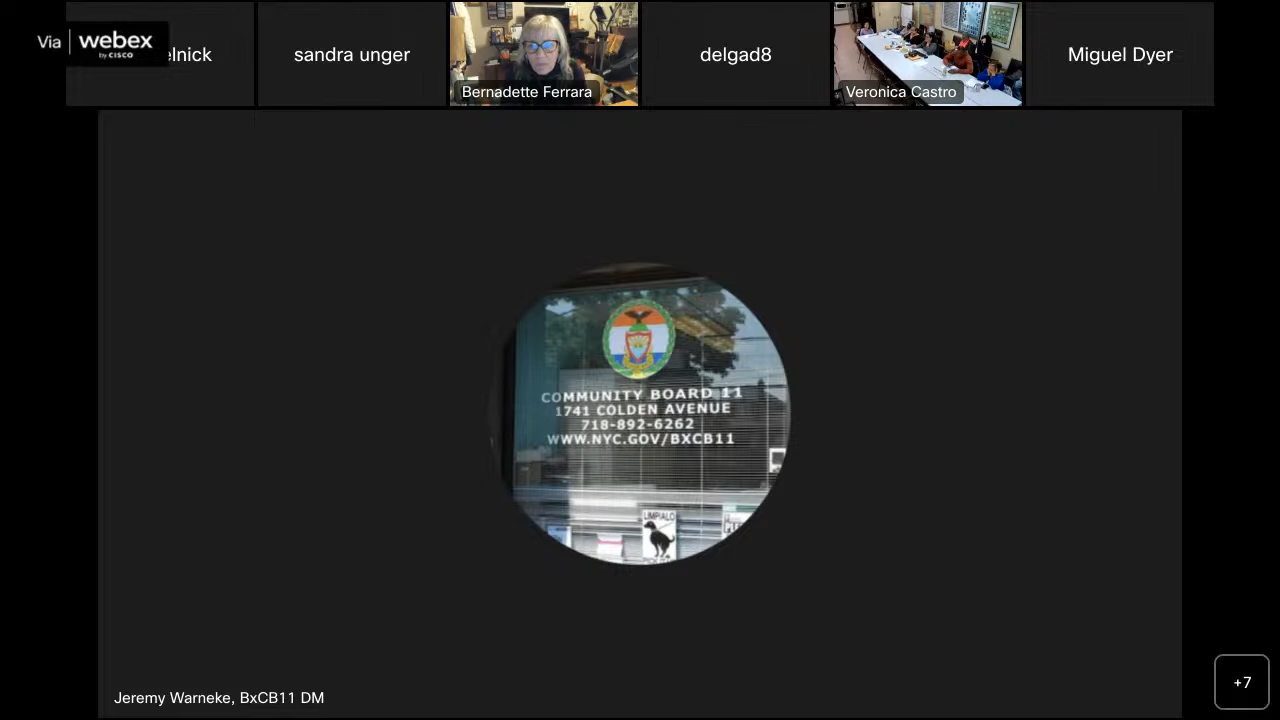 Via webex
by CISCO
elnick
sandra unger
Bernadette Ferrara
delgad8
Veronica Castro
Miguel Dyer
COMMUNITY BOARD 11
1741 COLDEN AVENUE
718-892-6262
WWW.NYC.GOV/BXCB11
LIMPIALO
Jeremy Warneke, BxCB11 DM
+7